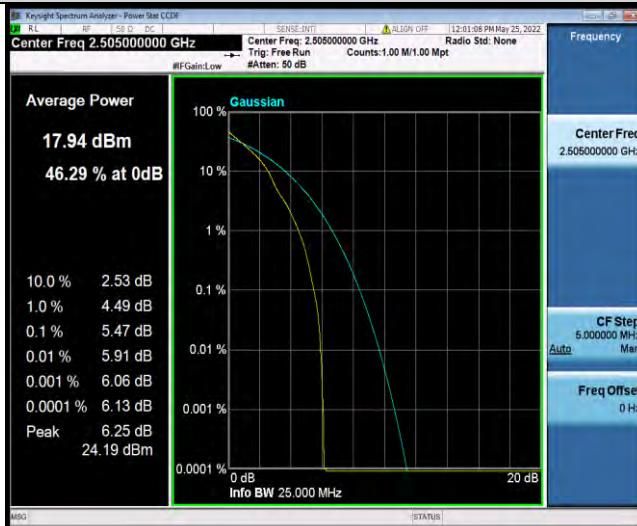 Keysight Spectrum Analyzer - Power Stat CCDF
RL RF 50 Ω DC SENSE:INT ALIGN OFF 12:01:08 PM May 25, 2022
Center Freq 2.505000000 GHz
Center Freq: 2.505000000 GHz Radio Std: None
Trig: Free Run Counts:1.00 M/1.00 Mpt
#IFGain:Low #Atten: 50 dB
Frequency
Average Power
17.94 dBm
46.29 % at 0dB
10.0 % 2.53 dB
1.0 % 4.49 dB
0.1 % 5.47 dB
0.01 % 5.91 dB
0.001 % 6.06 dB
0.0001 % 6.13 dB
Peak 6.25 dB
24.19 dBm
Gaussian
100 %
10 %
1 %
0.1 %
0.01 %
0.001 %
0.0001 %
0 dB 20 dB
Info BW 25.000 MHz
Center Freq
2.505000000 GHz
CF Step
5.000000 MHz
Auto Man
Freq Offset
0 Hz
MSG STATUS